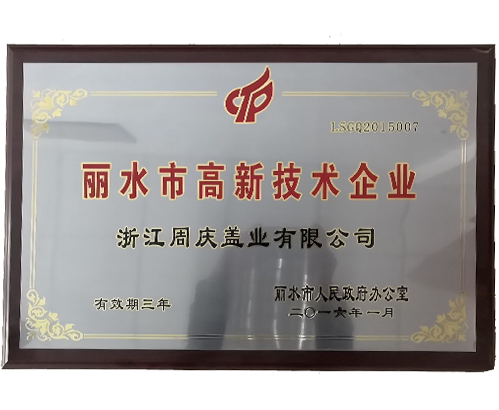 LSGQ2015007
丽水市高新技术企业
浙江周庆盖业有限公司
有效期三年
丽水市人民政府办公室
二〇一六年一月